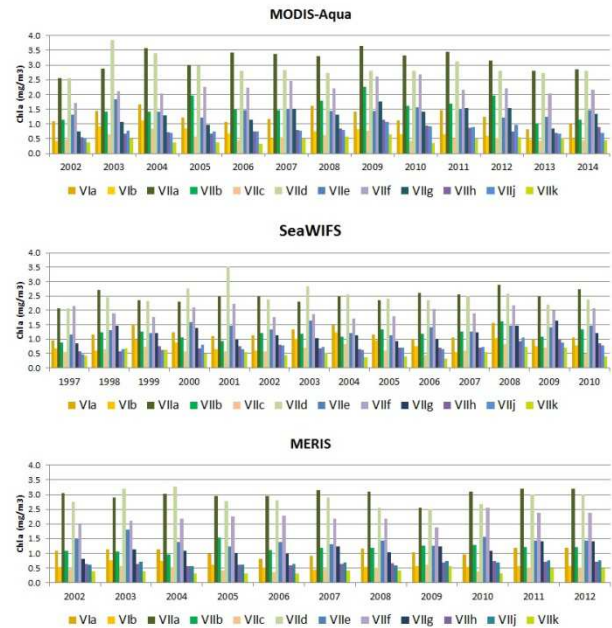 MODIS-Aqua
Chla (mg/m3)
4.0
3.5
3.0
2.5
2.0
1.5
1.0
0.5
0.0
2002 2003 2004 2005 2006 2007 2008 2009 2010 2011 2012 2013 2014
VIa VIb VIIa VIIb VIIc VIId VIIe VIIf VIIg VIIh VIIj VIIk
SeaWIFS
Chla (mg/m3)
4.0
3.5
3.0
2.5
2.0
1.5
1.0
0.5
0.0
1997 1998 1999 2000 2001 2002 2003 2004 2005 2006 2007 2008 2009 2010
VIa VIb VIIa VIIb VIIc VIId VIIe VIIf VIIg VIIh VIIj VIIk
MERIS
Chla (mg/m3)
4.0
3.5
3.0
2.5
2.0
1.5
1.0
0.5
0.0
2002 2003 2004 2005 2006 2007 2008 2009 2010 2011 2012
VIa VIb VIIa VIIb VIIc VIId VIIe VIIf VIIg VIIh VIIj VIIk